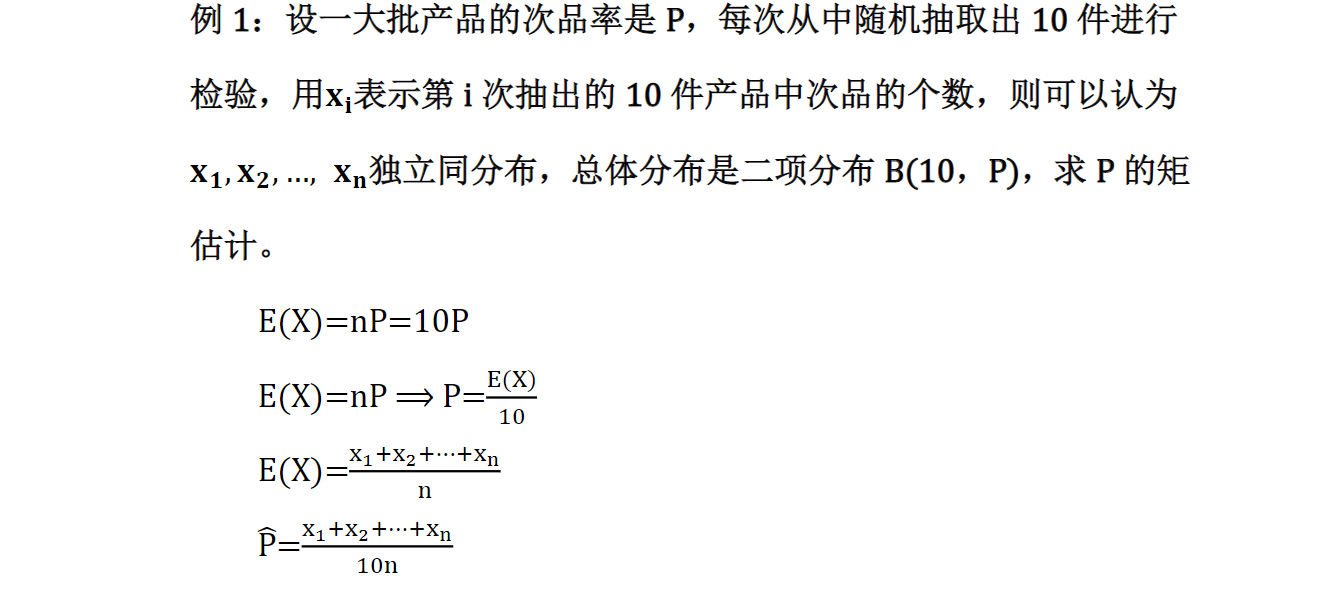 例 1：设一大批产品的次品率是 P，每次从中随机抽取出 10 件进行
检验，用xᵢ表示第 i 次抽出的 10 件产品中次品的个数，则可以认为
x₁, x₂, …, xₙ独立同分布，总体分布是二项分布 B(10，P)，求 P 的矩
估计。
E(X)=nP=10P
E(X)=nP ⟹ P=E(X)/10
E(X)=(x₁+x₂+⋯+xₙ)/n
P̂=(x₁+x₂+⋯+xₙ)/10n